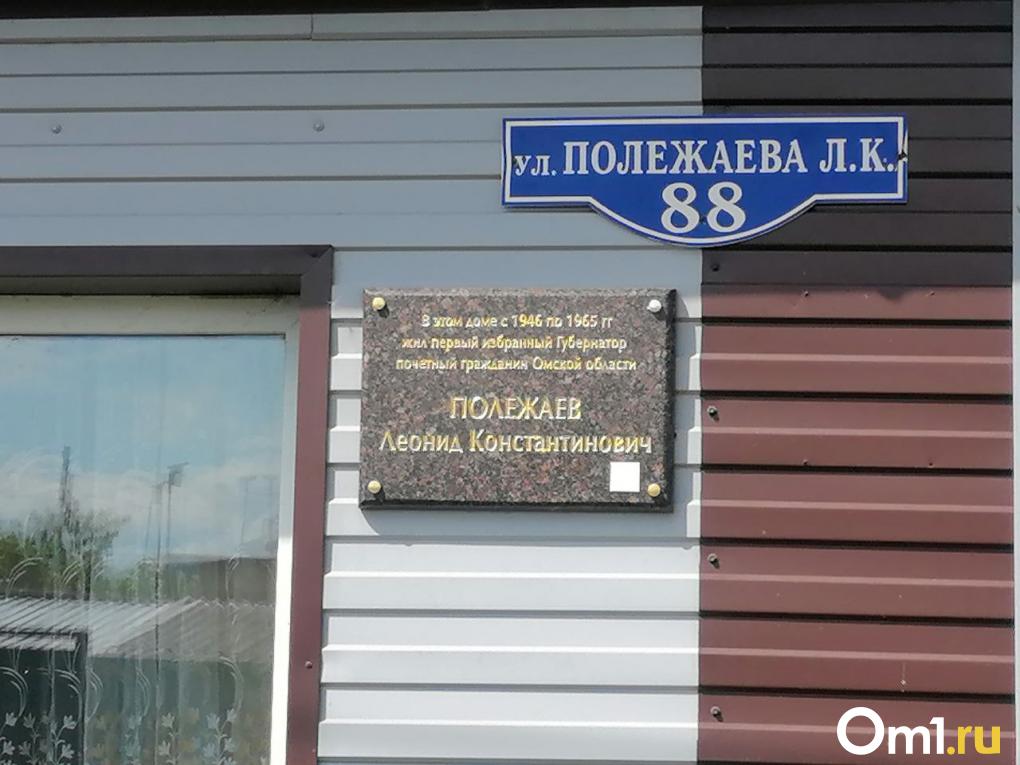 ул. ПОЛЕЖАЕВА Л.К.
88
В этом доме с 1946 по 1965 гг
жил первый избранный Губернатор
почетный гражданин Омской области
ПОЛЕЖАЕВ
Леонид Константинович
Om1.ru